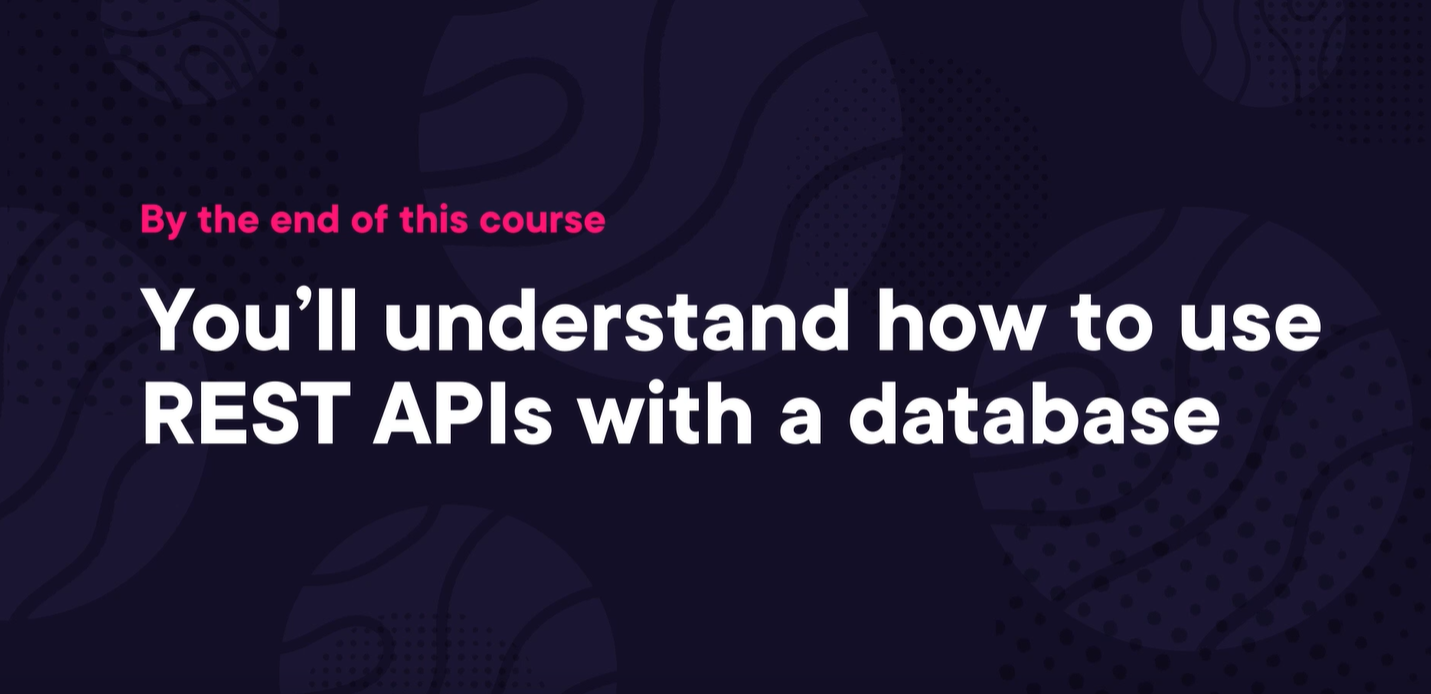 By the end of this course
You’ll understand how to use
REST APIs with a database